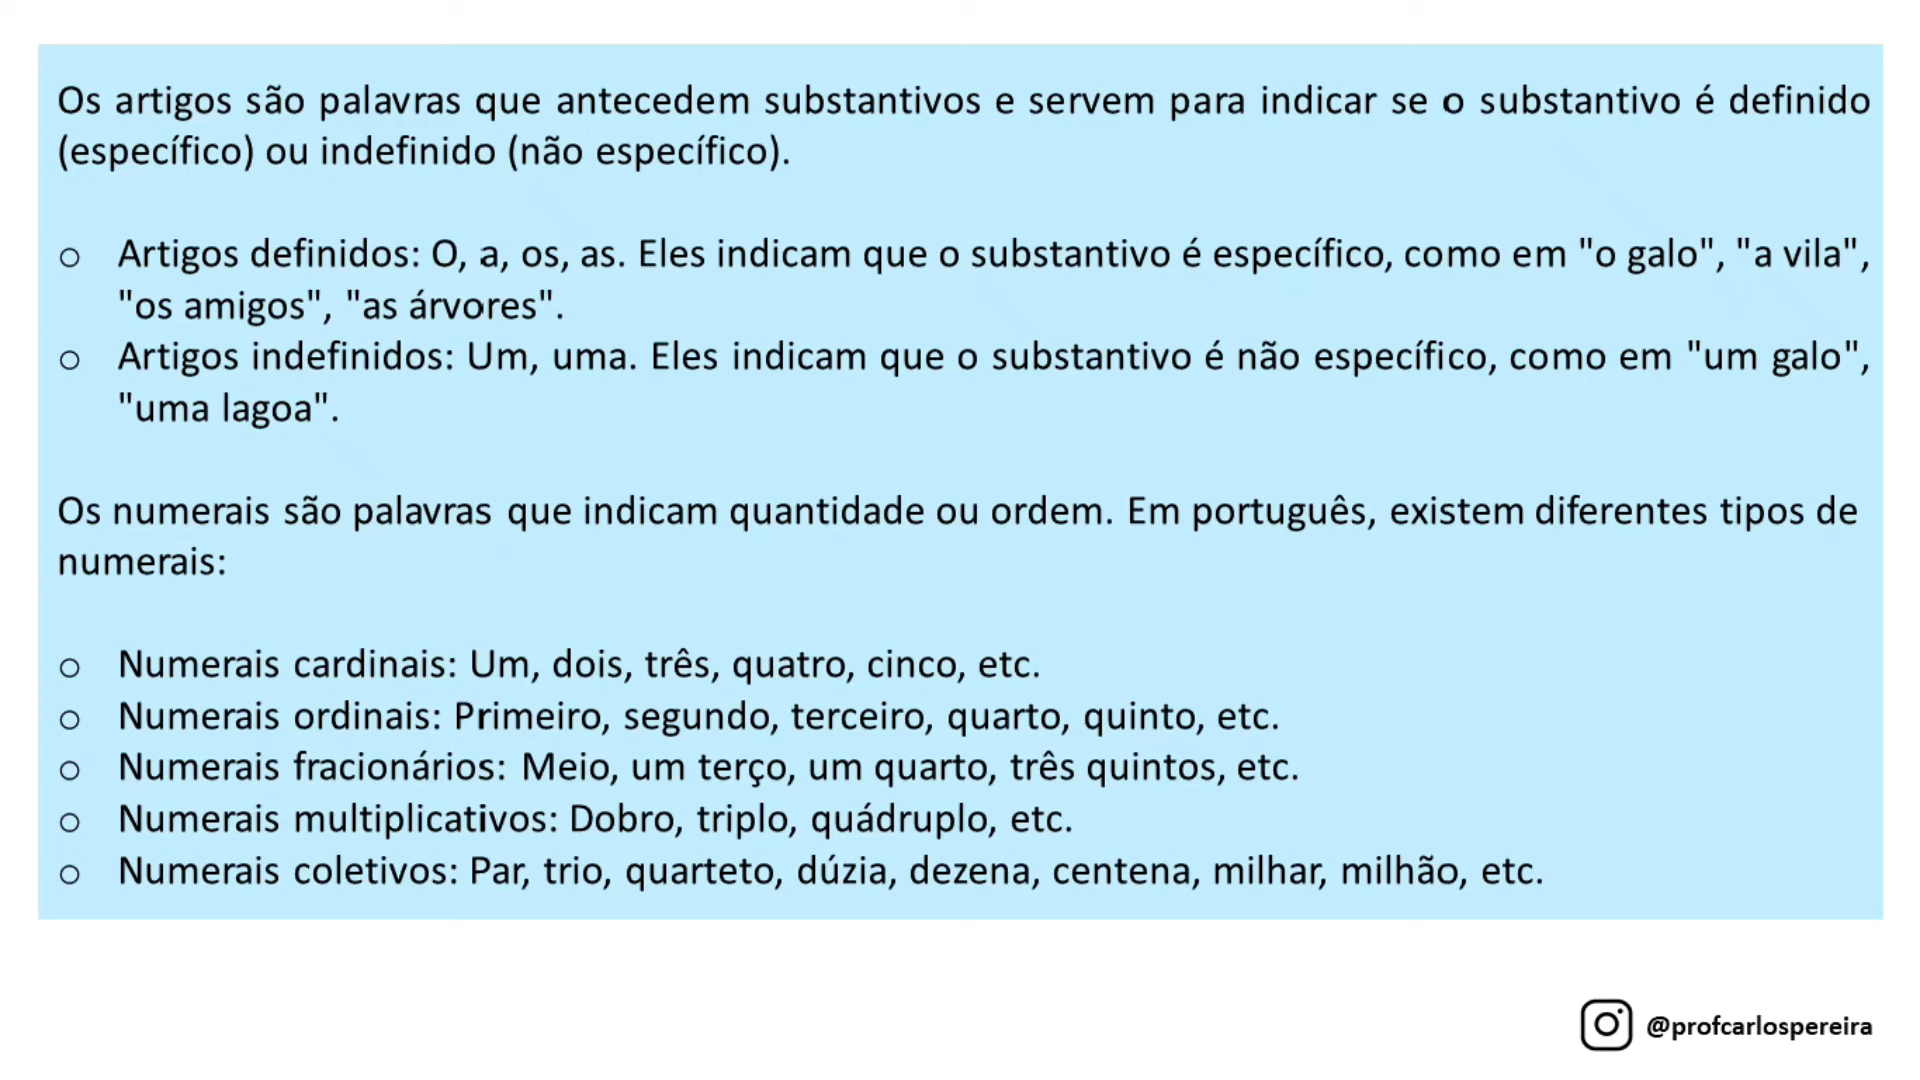 Os artigos são palavras que antecedem substantivos e servem para indicar se o substantivo é definido
(específico) ou indefinido (não específico).
o Artigos definidos: O, a, os, as. Eles indicam que o substantivo é específico, como em "o galo", "a vila",
"os amigos", "as árvores".
o Artigos indefinidos: Um, uma. Eles indicam que o substantivo é não específico, como em "um galo",
"uma lagoa".
Os numerais são palavras que indicam quantidade ou ordem. Em português, existem diferentes tipos de
numerais:
o Numerais cardinais: Um, dois, três, quatro, cinco, etc.
o Numerais ordinais: Primeiro, segundo, terceiro, quarto, quinto, etc.
o Numerais fracionários: Meio, um terço, um quarto, três quintos, etc.
o Numerais multiplicativos: Dobro, triplo, quádruplo, etc.
o Numerais coletivos: Par, trio, quarteto, dúzia, dezena, centena, milhar, milhão, etc.
@profcarlospereira